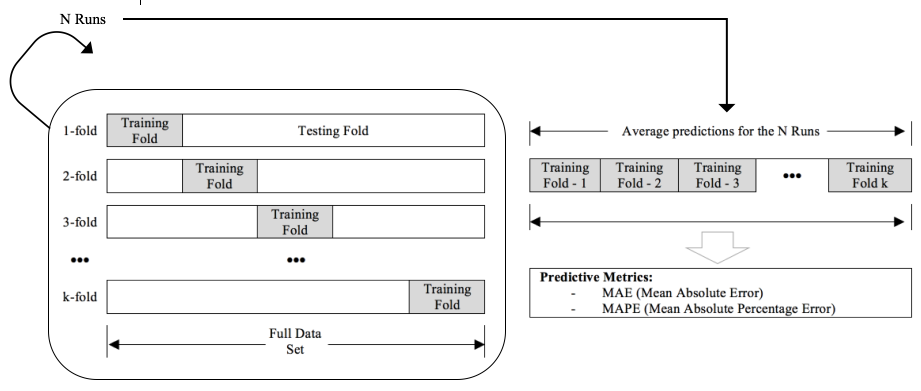 N Runs
1-fold
Training
Fold
Testing Fold
2-fold
Training
Fold
3-fold
Training
Fold
•••
•••
k-fold
Training
Fold
Full Data
Set
Average predictions for the N Runs
Training
Fold - 1
Training
Fold - 2
Training
Fold - 3
•••
Training
Fold k
Predictive Metrics:
- MAE (Mean Absolute Error)
- MAPE (Mean Absolute Percentage Error)